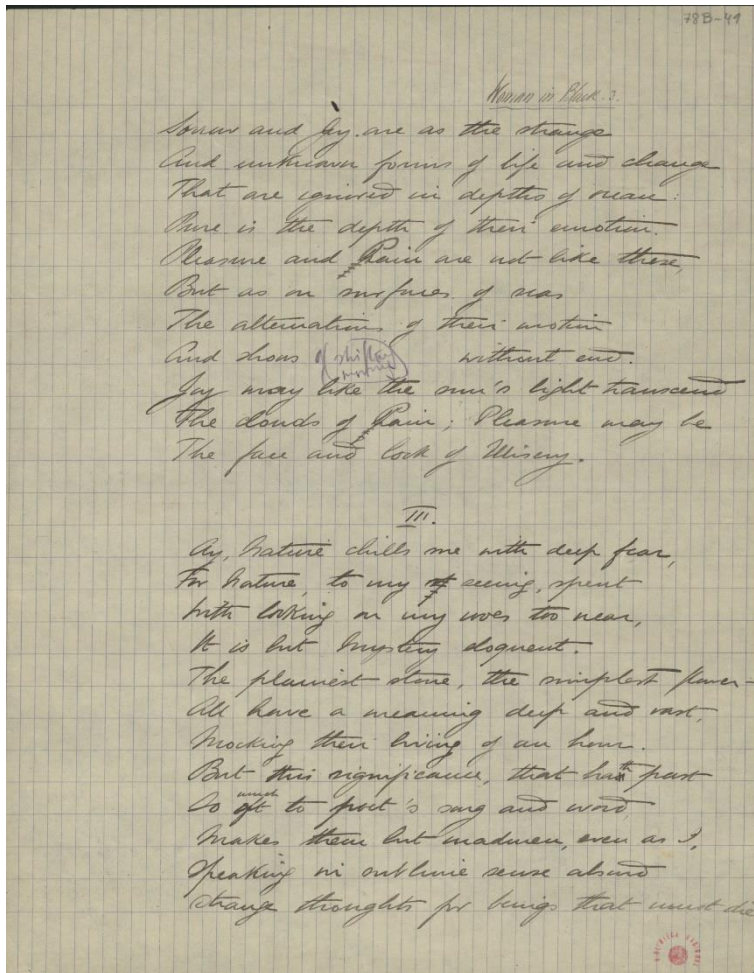 78B-41
Woman in Black. 3.
Sorrow and Joy are as the strange
And unknown forms of life and change
That are ignored in depths of ocean:
Pure is the depth of their emotion.
Pleasure and Pain are not like these,
But as on surfaces of seas
The alternations of their motion
And shows of shifting without end.
Joy may like the sun's light transcend
The clouds of Pain; Pleasure may be
The face and look of Misery.
III.
Ay, Nature chills me with deep fear,
For Nature, to my seeing, spent
With looking on my woes too near,
It is but Mystery eloquent.
The plainest stone, the simplest flower —
All have a meaning deep and vast,
Mocking their living of an hour.
But this significance, that hath past
So oft much to poet's song and word,
Makes them but madmen, even as I,
Speaking in sublime sense absurd
Strange thoughts for beings that must die